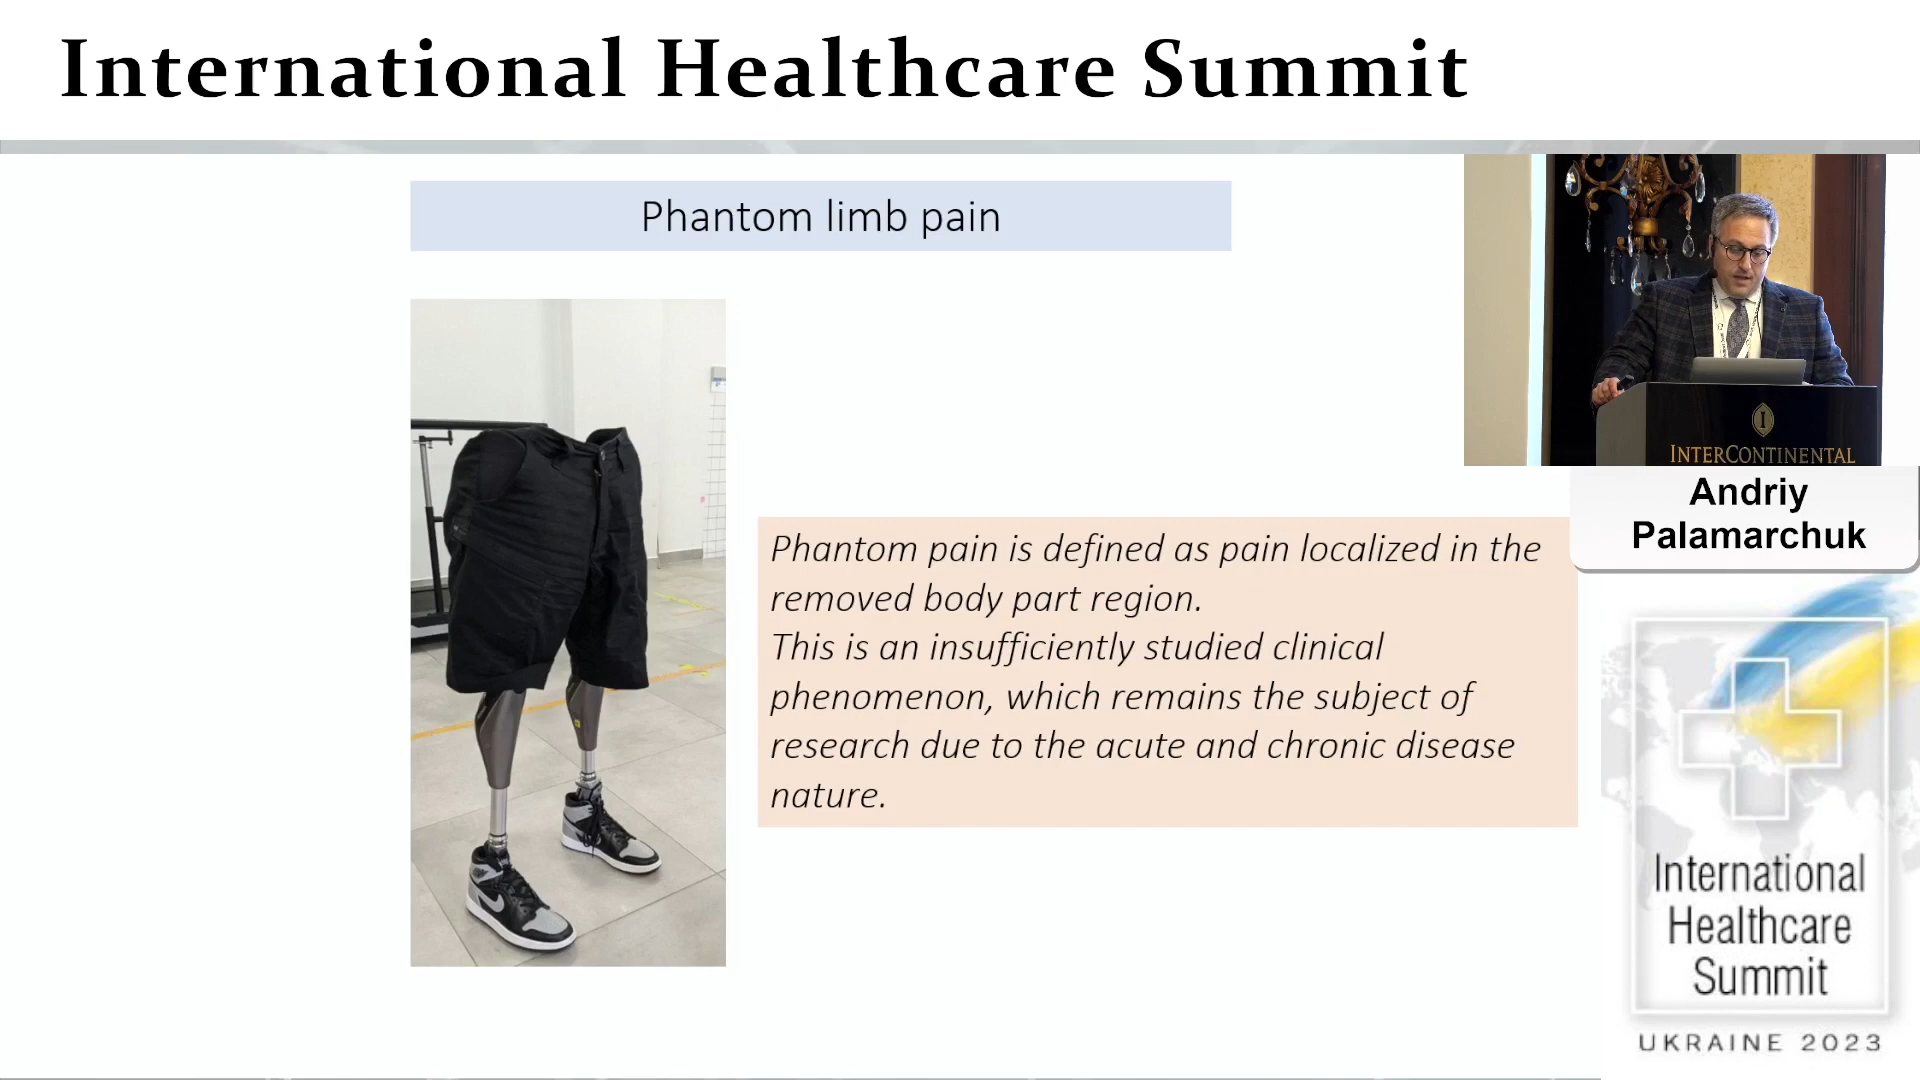 International Healthcare Summit
Phantom limb pain
INTERCONTINENTAL
Andriy
Palamarchuk
Phantom pain is defined as pain localized in the
removed body part region.
This is an insufficiently studied clinical
phenomenon, which remains the subject of
research due to the acute and chronic disease
nature.
International
Healthcare
Summit
UKRAINE 2023